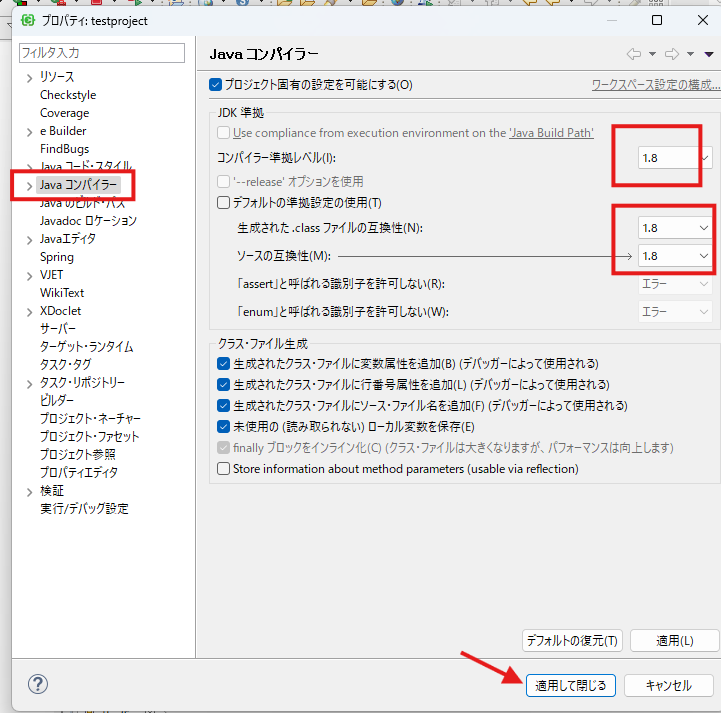 プロパティ: testproject
フィルタ入力
Java コンパイラー
リソース
Checkstyle
Coverage
e Builder
FindBugs
Java コード・スタイル
Java コンパイラー
Java のビルド・パス
Javadoc ロケーション
Javaエディタ
Spring
VJET
WikiText
XDoclet
サーバー
ターゲット・ランタイム
タスク・タグ
タスク・リポジトリー
ビルダー
プロジェクト・ネーチャー
プロジェクト・ファセット
プロジェクト参照
プロパティエディタ
検証
実行/デバッグ設定
プロジェクト固有の設定を可能にする(O)
ワークスペース設定の構成...
JDK 準拠
Use compliance from execution environment on the 'Java Build Path'
コンパイラー準拠レベル(I):
1.8
'--release' オプションを使用
デフォルトの準拠設定の使用(T)
生成された .class ファイルの互換性(N):
1.8
ソースの互換性(M):
1.8
「assert」と呼ばれる識別子を許可しない(R):
エラー
「enum」と呼ばれる識別子を許可しない(W):
エラー
クラス・ファイル生成
生成されたクラス・ファイルに変数属性を追加(B) (デバッガーによって使用される)
生成されたクラス・ファイルに行番号属性を追加(L) (デバッガーによって使用される)
生成されたクラス・ファイルにソース・ファイル名を追加(F) (デバッガーによって使用される)
未使用の (読み取られない) ローカル変数を保存(E)
finally ブロックをインライン化(C) (クラス・ファイルは大きくなりますが、パフォーマンスは向上します)
Store information about method parameters (usable via reflection)
デフォルトの復元(T)
適用(L)
?
適用して閉じる
キャンセル